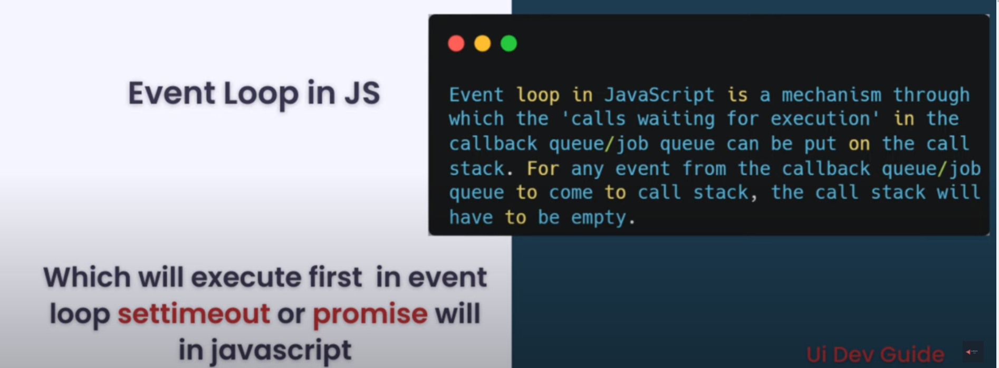 Event Loop in JS
Event loop in JavaScript is a mechanism through
which the 'calls waiting for execution' in the
callback queue/job queue can be put on the call
stack. For any event from the callback queue/job
queue to come to call stack, the call stack will
have to be empty.
Which will execute first in event
loop settimeout or promise will
in javascript
Ui Dev Guide